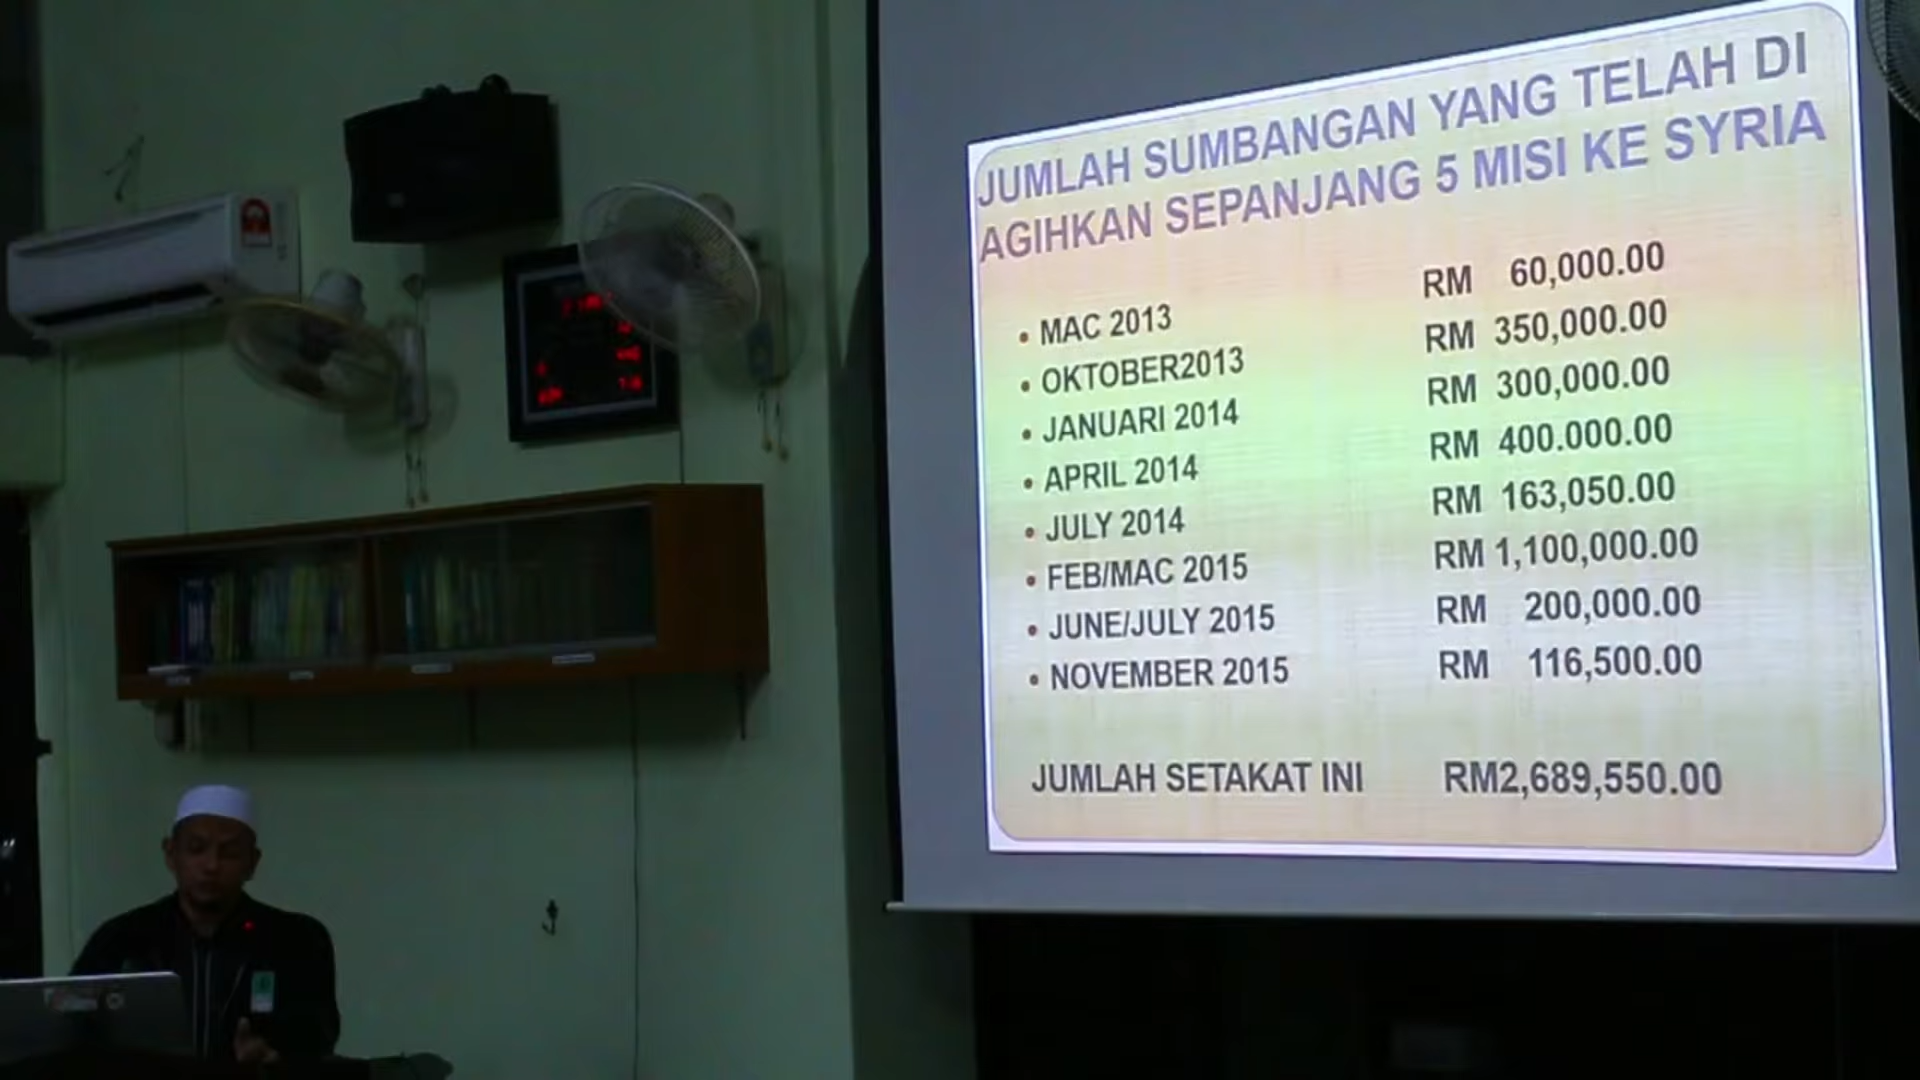 JUMLAH SUMBANGAN YANG TELAH DI
AGIHKAN SEPANJANG 5 MISI KE SYRIA
• MAC 2013 RM 60,000.00
• OKTOBER2013 RM 350,000.00
• JANUARI 2014 RM 300,000.00
• APRIL 2014 RM 400.000.00
• JULY 2014 RM 163,050.00
• FEB/MAC 2015 RM 1,100,000.00
• JUNE/JULY 2015 RM 200,000.00
• NOVEMBER 2015 RM 116,500.00
JUMLAH SETAKAT INI RM2,689,550.00